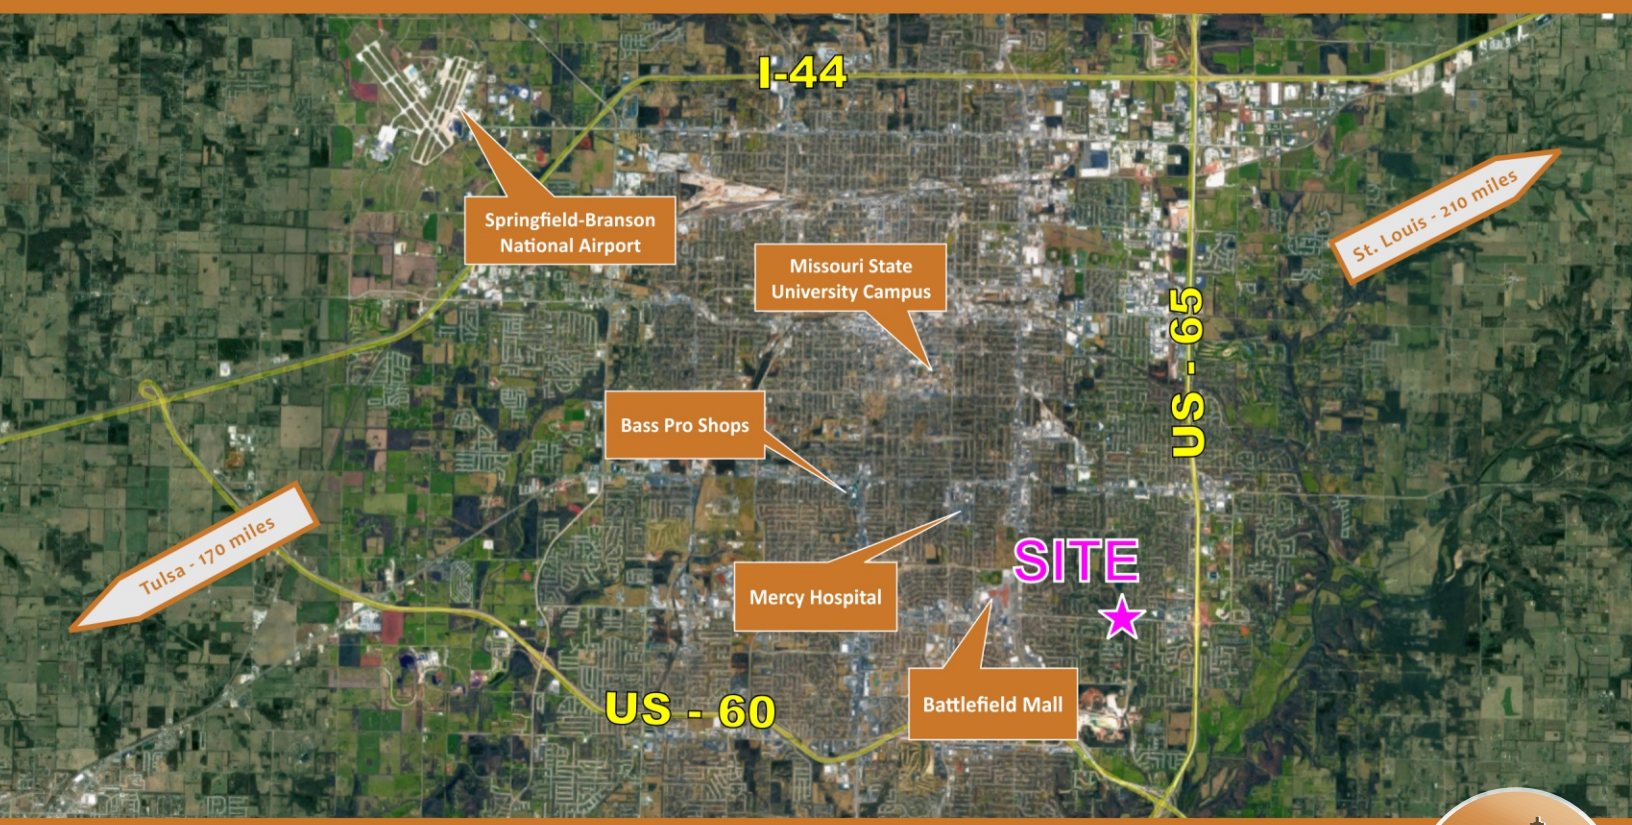 I-44
St. Louis - 210 miles
Springfield-Branson
National Airport
Missouri State
University Campus
US - 65
Bass Pro Shops
Tulsa - 170 miles
SITE
Mercy Hospital
Battlefield Mall
US - 60